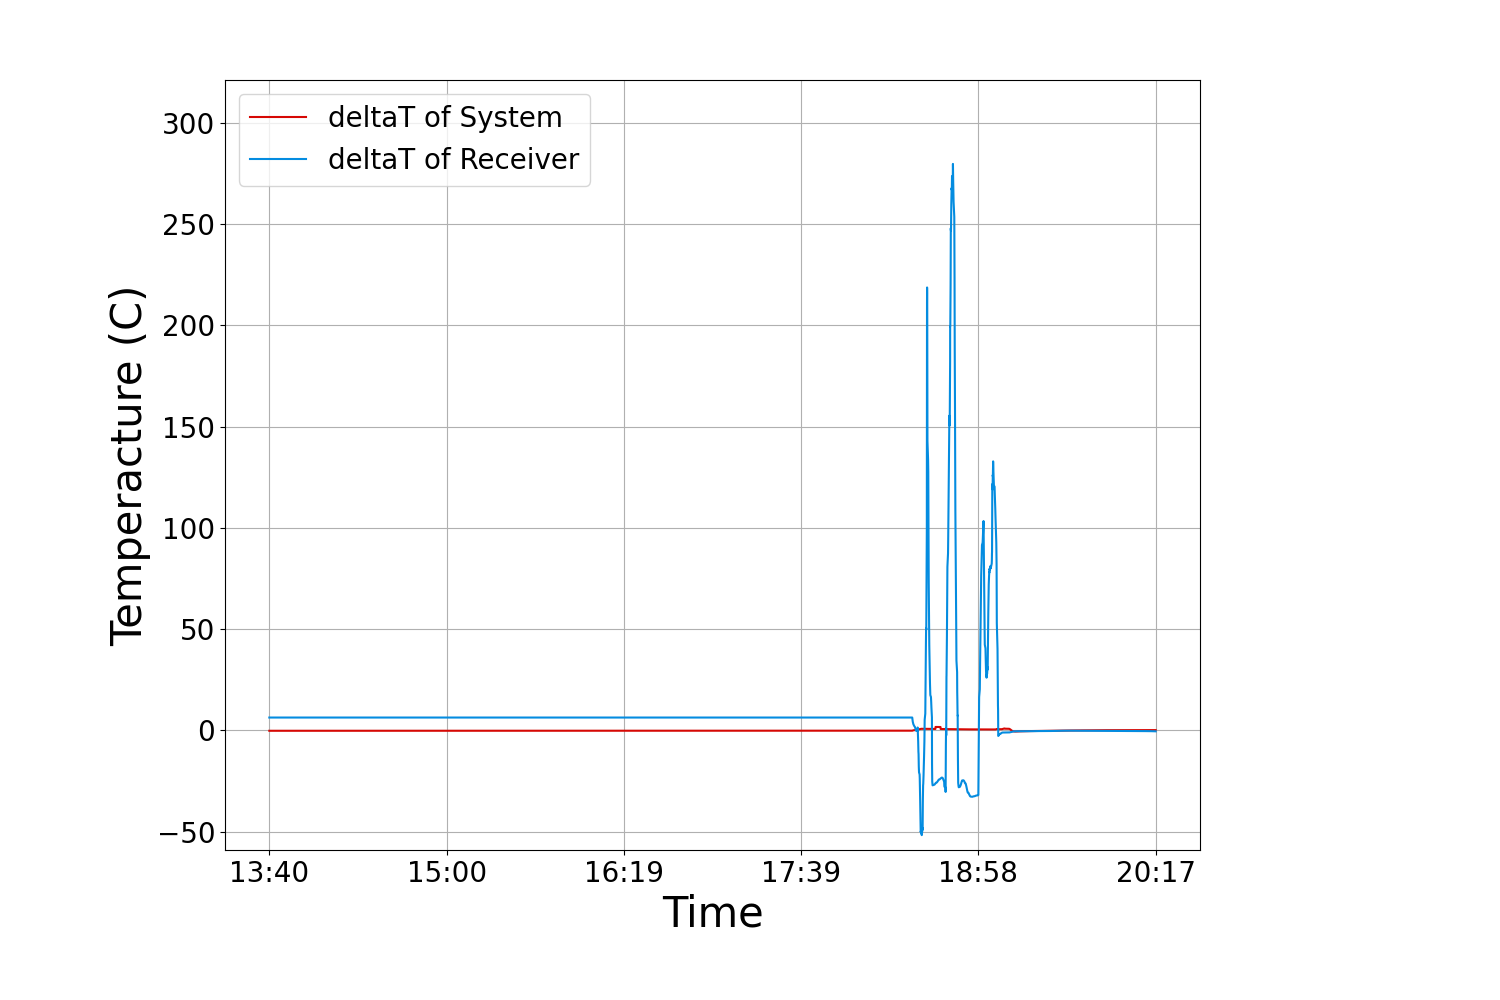 deltaT of System
deltaT of Receiver
300
250
200
150
100
50
0
−50
Temperacture (C)
13:40 15:00 16:19 17:39 18:58 20:17
Time